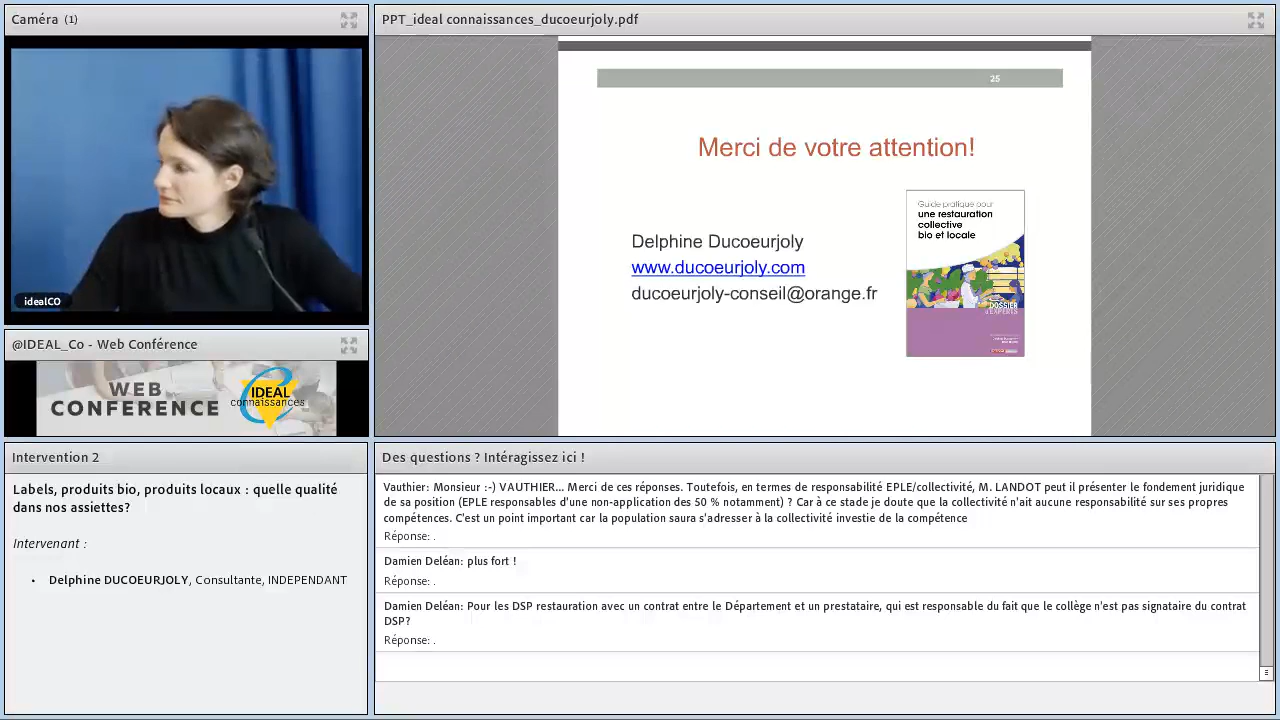 Caméra (1)
idealCO
@IDEAL_Co - Web Conférence
WEB
CONFERENCE
IDEAL
connaissances
Intervention 2
Labels, produits bio, produits locaux : quelle qualité
dans nos assiettes?
Intervenant :
• Delphine DUCOEURJOLY, Consultante, INDEPENDANT
PPT_ideal connaissances_ducoeurjoly.pdf
25
Merci de votre attention!
Delphine Ducoeurjoly
www.ducoeurjoly.com
ducoeurjoly-conseil@orange.fr
Guide pratique pour
une restauration
collective
bio et locale
DOSSIER
d'EXPERTS
Des questions ? Intéragissez ici !
Vauthier: Monsieur :-) VAUTHIER... Merci de ces réponses. Toutefois, en termes de responsabilité EPLE/collectivité, M. LANDOT peut il présenter le fondement juridique
de sa position (EPLE responsables d'une non-application des 50 % notamment) ? Car à ce stade je doute que la collectivité n'ait aucune responsabilité sur ses propres
compétences. C'est un point important car la population saura s'adresser à la collectivité investie de la compétence
Réponse: .
Damien Deléan: plus fort !
Réponse: .
Damien Deléan: Pour les DSP restauration avec un contrat entre le Département et un prestataire, qui est responsable du fait que le collège n'est pas signataire du contrat
DSP?
Réponse: .